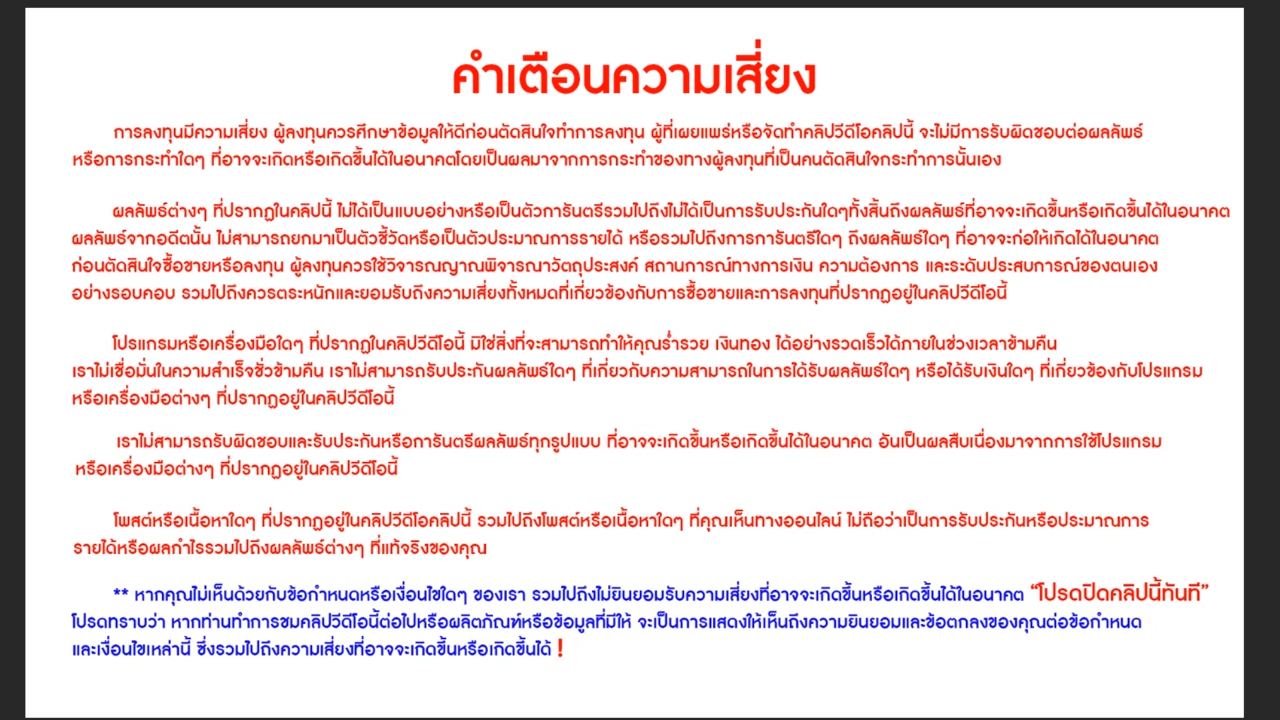 คำเตือนความเสี่ยง
การลงทุนมีความเสี่ยง ผู้ลงทุนควรศึกษาข้อมูลให้ดีก่อนตัดสินใจทำการลงทุน ผู้ที่เผยแพร่หรือจัดทำคลิปวีดีโอคลิปนี้ จะไม่มีการรับผิดชอบต่อผลลัพธ์
หรือการกระทำใดๆ ที่อาจจะเกิดหรือเกิดขึ้นได้ในอนาคตโดยเป็นผลมาจากการกระทำของทางผู้ลงทุนที่เป็นคนตัดสินใจกระทำการนั้นเอง
ผลลัพธ์ต่างๆ ที่ปรากฏในคลิปนี้ ไม่ได้เป็นแบบอย่างหรือเป็นตัวการันตรีรวมไปถึงไม่ได้เป็นการรับประกันใดๆทั้งสิ้นถึงผลลัพธ์ที่อาจจะเกิดขึ้นหรือเกิดขึ้นได้ในอนาคต
ผลลัพธ์จากอดีตนั้น ไม่สามารถยกมาเป็นตัวชี้วัดหรือเป็นตัวประมาณการรายได้ หรือรวมไปถึงการการันตรีใดๆ ถึงผลลัพธ์ใดๆ ที่อาจจะก่อให้เกิดได้ในอนาคต
ก่อนตัดสินใจซื้อขายหรือลงทุน ผู้ลงทุนควรใช้วิจารณญาณพิจารณาวัตถุประสงค์ สถานการณ์ทางการเงิน ความต้องการ และระดับประสบการณ์ของตนเอง
อย่างรอบคอบ รวมไปถึงควรตระหนักและยอมรับถึงความเสี่ยงทั้งหมดที่เกี่ยวข้องกับการซื้อขายและการลงทุนที่ปรากฏอยู่ในคลิปวีดีโอนี้
โปรแกรมหรือเครื่องมือใดๆ ที่ปรากฏในคลิปวีดีโอนี้ มิใช่สิ่งที่จะสามารถทำให้คุณร่ำรวย เงินทอง ได้อย่างรวดเร็วได้ภายในช่วงเวลาข้ามคืน
เราไม่เชื่อมั่นในความสำเร็จชั่วข้ามคืน เราไม่สามารถรับประกันผลลัพธ์ใดๆ ที่เกี่ยวกับความสามารถในการได้รับผลลัพธ์ใดๆ หรือได้รับเงินใดๆ ที่เกี่ยวข้องกับโปรแกรม
หรือเครื่องมือต่างๆ ที่ปรากฏอยู่ในคลิปวีดีโอนี้
เราไม่สามารถรับผิดชอบและรับประกันหรือการันตรีผลลัพธ์ทุกรูปแบบ ที่อาจจะเกิดขึ้นหรือเกิดขึ้นได้ในอนาคต อันเป็นผลสืบเนื่องมาจากการใช้โปรแกรม
หรือเครื่องมือต่างๆ ที่ปรากฏอยู่ในคลิปวีดีโอนี้
โพสต์หรือเนื้อหาใดๆ ที่ปรากฏอยู่ในคลิปวีดีโอคลิปนี้ รวมไปถึงโพสต์หรือเนื้อหาใดๆ ที่คุณเห็นทางออนไลน์ ไม่ถือว่าเป็นการรับประกันหรือประมาณการ
รายได้หรือผลกำไรรวมไปถึงผลลัพธ์ต่างๆ ที่แท้จริงของคุณ
** หากคุณไม่เห็นด้วยกับข้อกำหนดหรือเงื่อนไขใดๆ ของเรา รวมไปถึงไม่ยินยอมรับความเสี่ยงที่อาจจะเกิดขึ้นหรือเกิดขึ้นได้ในอนาคต “โปรดปิดคลิปนี้ทันที”
โปรดทราบว่า หากท่านทำการชมคลิปวีดีโอนี้ต่อไปหรือผลิตภัณฑ์หรือข้อมูลที่มีให้ จะเป็นการแสดงให้เห็นถึงความยินยอมและข้อตกลงของคุณต่อข้อกำหนด
และเงื่อนไขเหล่านี้ ซึ่งรวมไปถึงความเสี่ยงที่อาจจะเกิดขึ้นหรือเกิดขึ้นได้ !